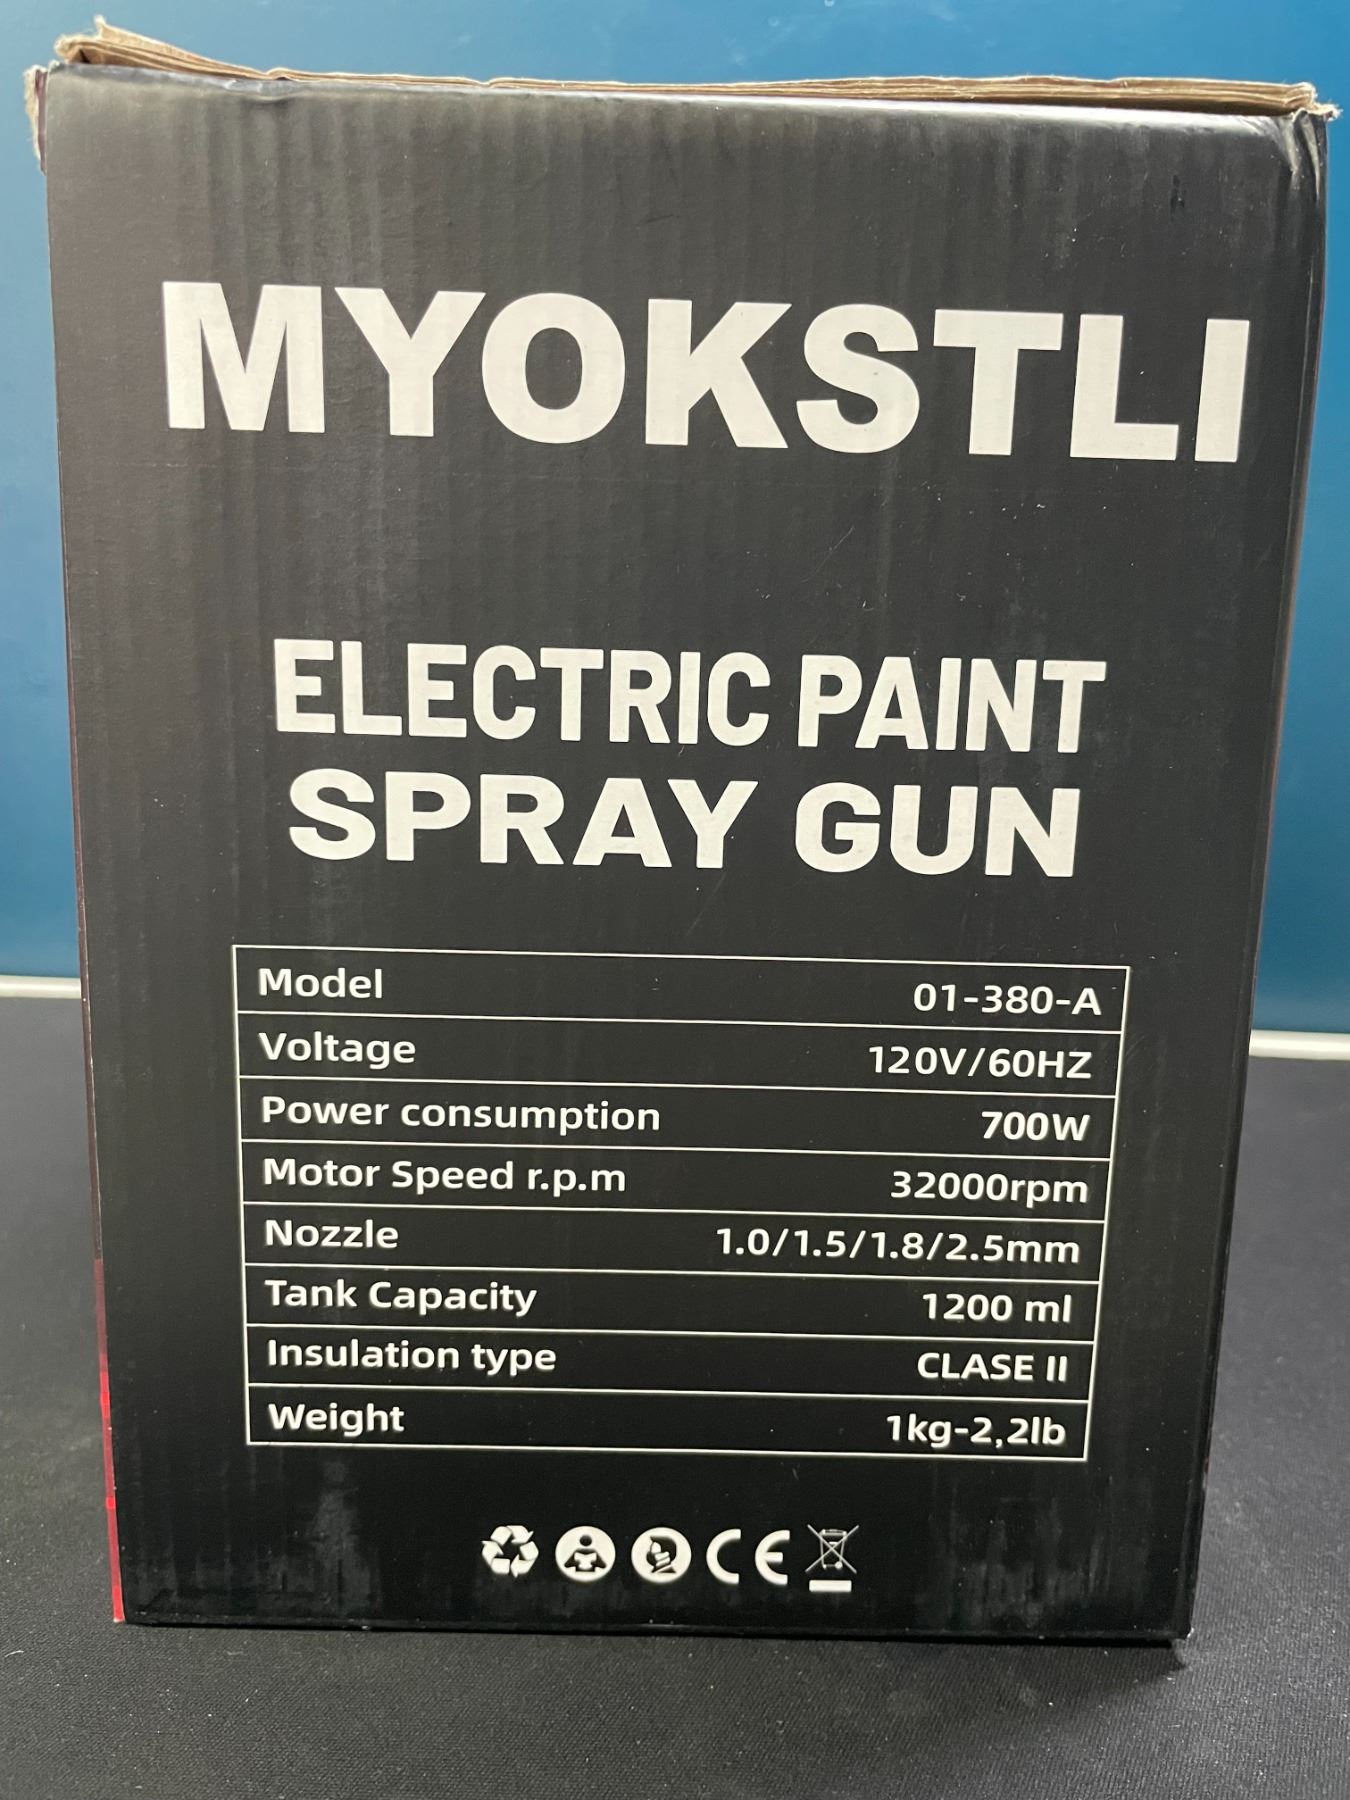 MYOKSTLI
ELECTRIC PAINT
SPRAY GUN
Model 01-380-A
Voltage 120V/60HZ
Power consumption 700W
Motor Speed r.p.m 32000rpm
Nozzle 1.0/1.5/1.8/2.5mm
Tank Capacity 1200 ml
Insulation type CLASE II
Weight 1kg-2,2lb
CE